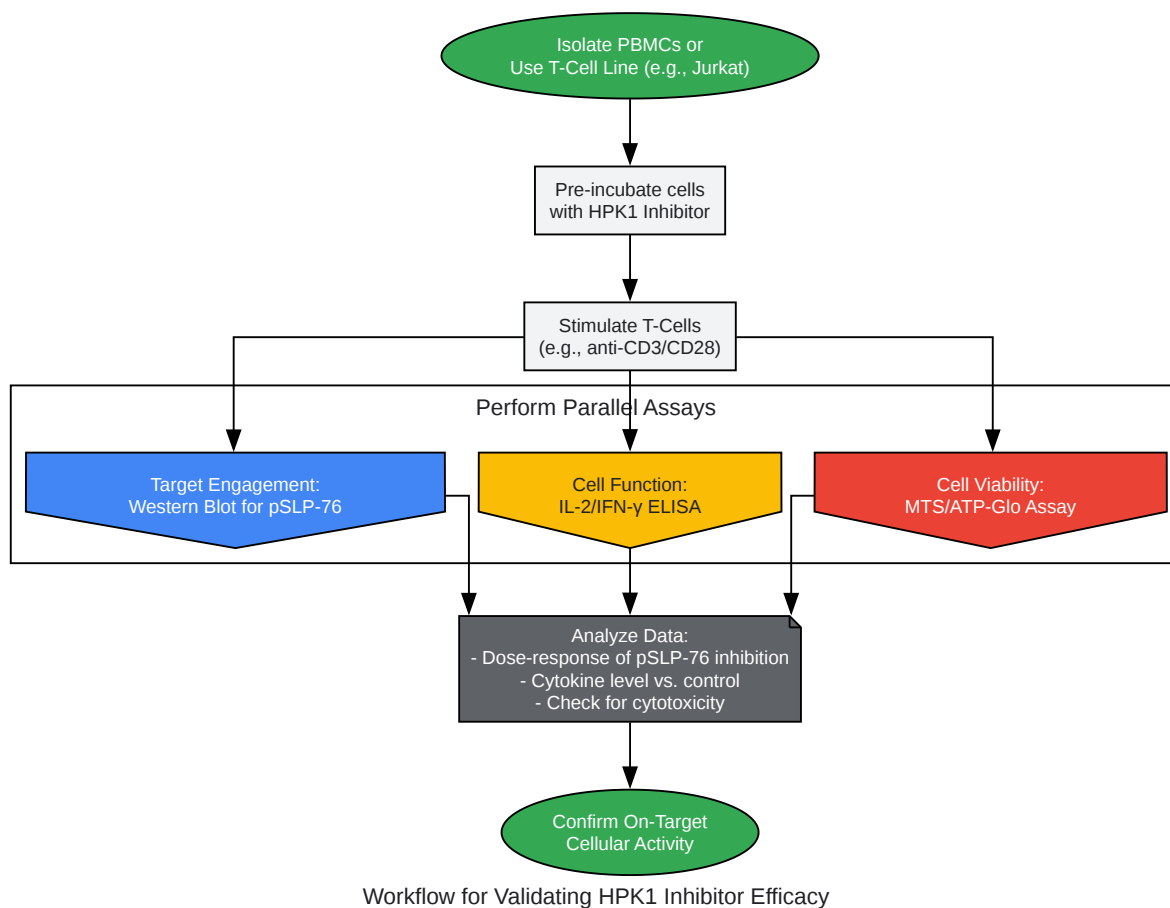 Isolate PBMCs or
Use T-Cell Line (e.g., Jurkat)
Pre-incubate cells
with HPK1 Inhibitor
Stimulate T-Cells
(e.g., anti-CD3/CD28)
Perform Parallel Assays
Target Engagement:
Western Blot for pSLP-76
Cell Function:
IL-2/IFN-γ ELISA
Cell Viability:
MTS/ATP-Glo Assay
Analyze Data:
- Dose-response of pSLP-76 inhibition
- Cytokine level vs. control
- Check for cytotoxicity
Confirm On-Target
Cellular Activity
Workflow for Validating HPK1 Inhibitor Efficacy